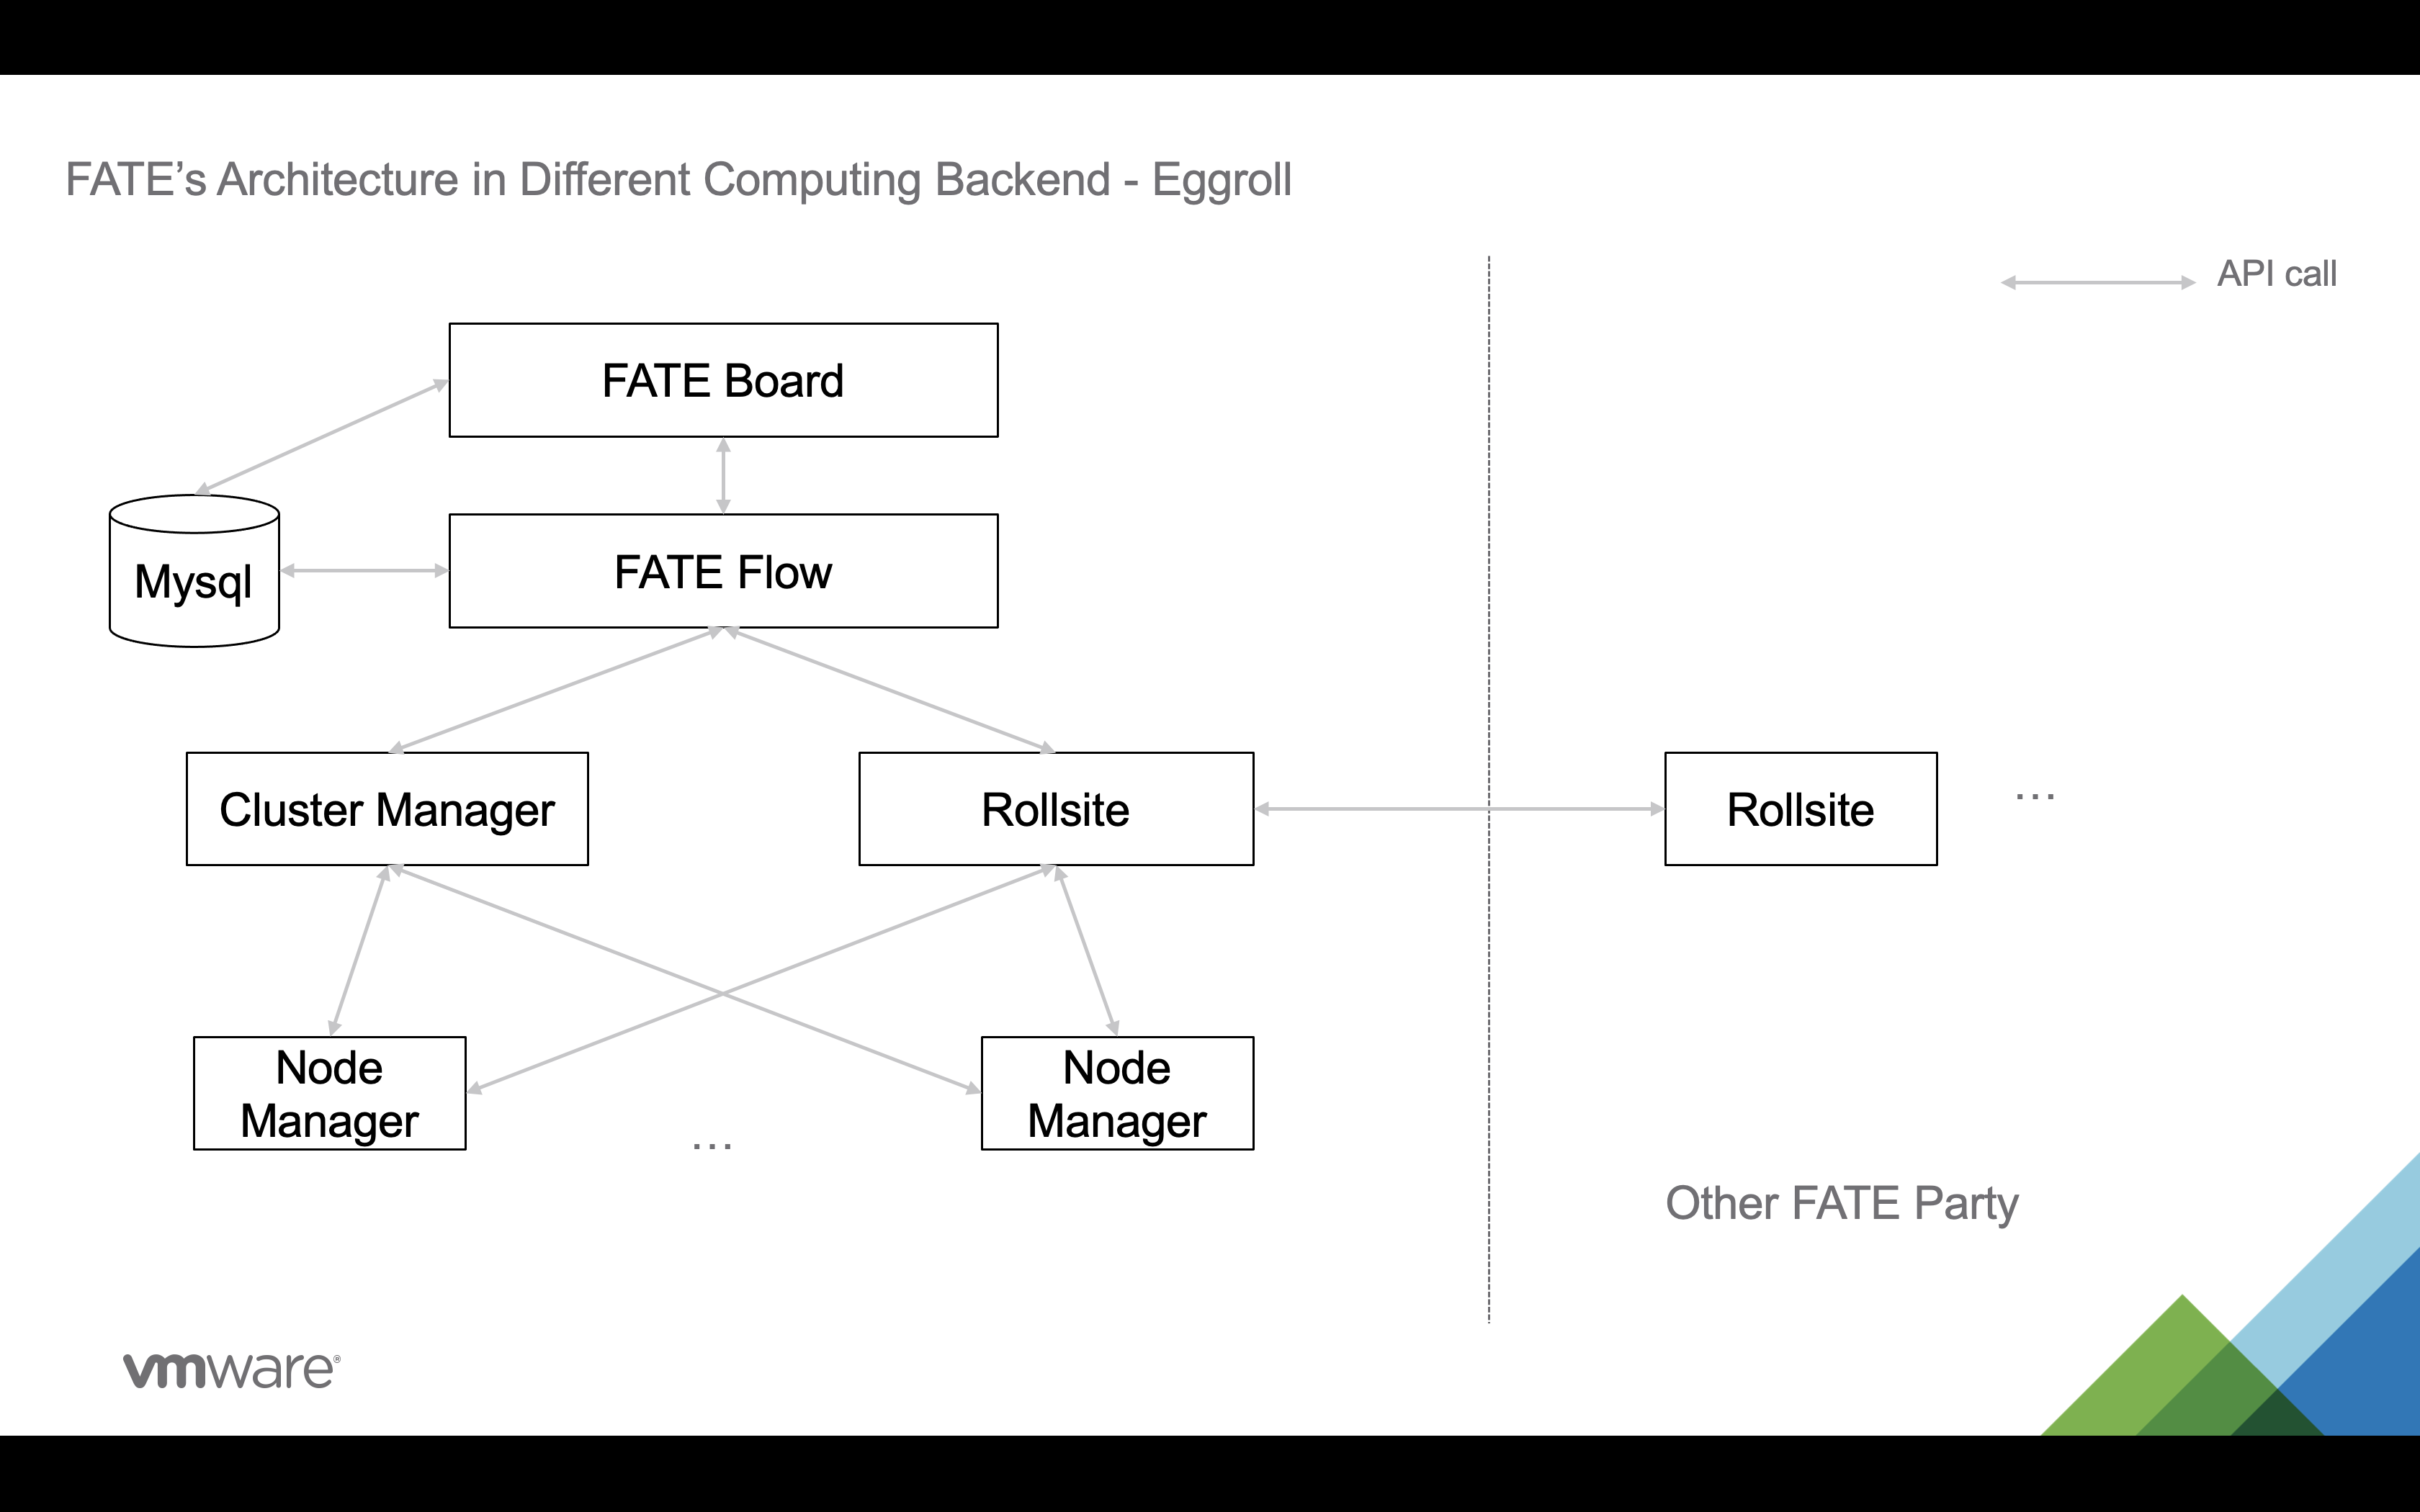 FATE’s Architecture in Different Computing Backend - Eggroll
API call
FATE Board
Mysql
FATE Flow
Cluster Manager
Rollsite
Rollsite
...
Node
Manager
...
Node
Manager
Other FATE Party
vmware®